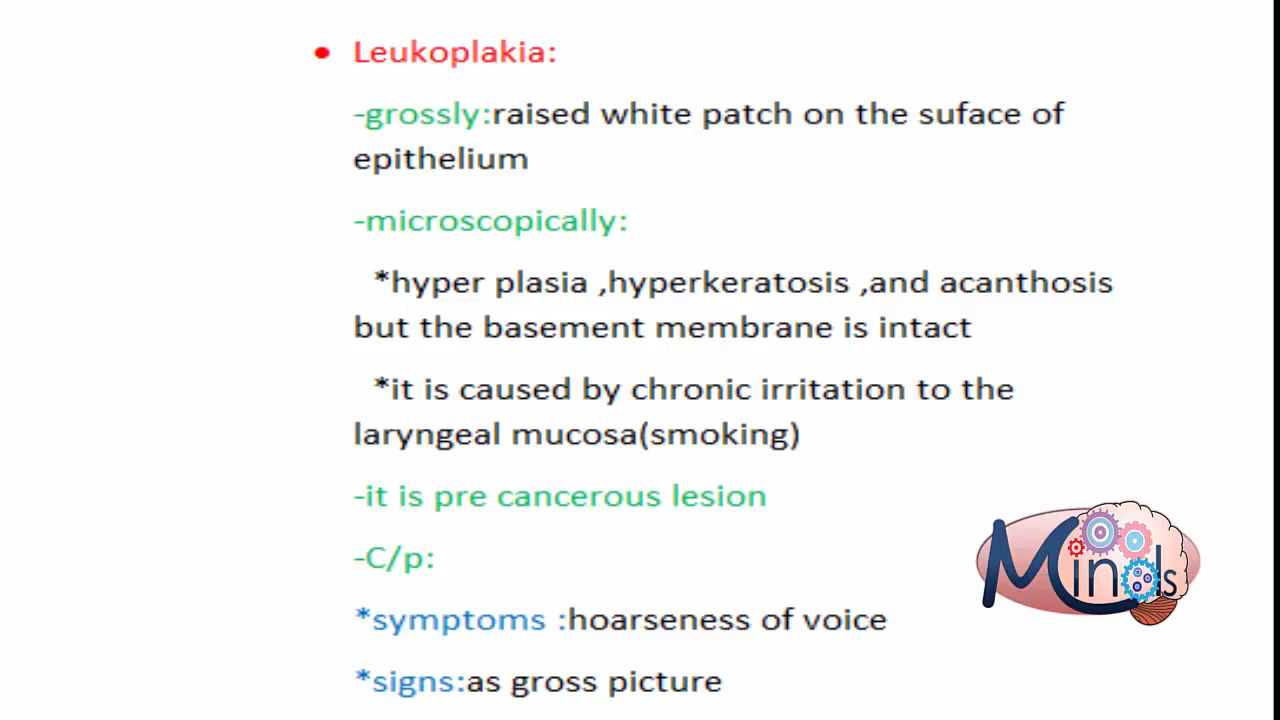 • Leukoplakia:
-grossly:raised white patch on the suface of
epithelium
-microscopically:
*hyper plasia ,hyperkeratosis ,and acanthosis
but the basement membrane is intact
*it is caused by chronic irritation to the
laryngeal mucosa(smoking)
-it is pre cancerous lesion
-C/p:
*symptoms :hoarseness of voice
*signs:as gross picture
Minds